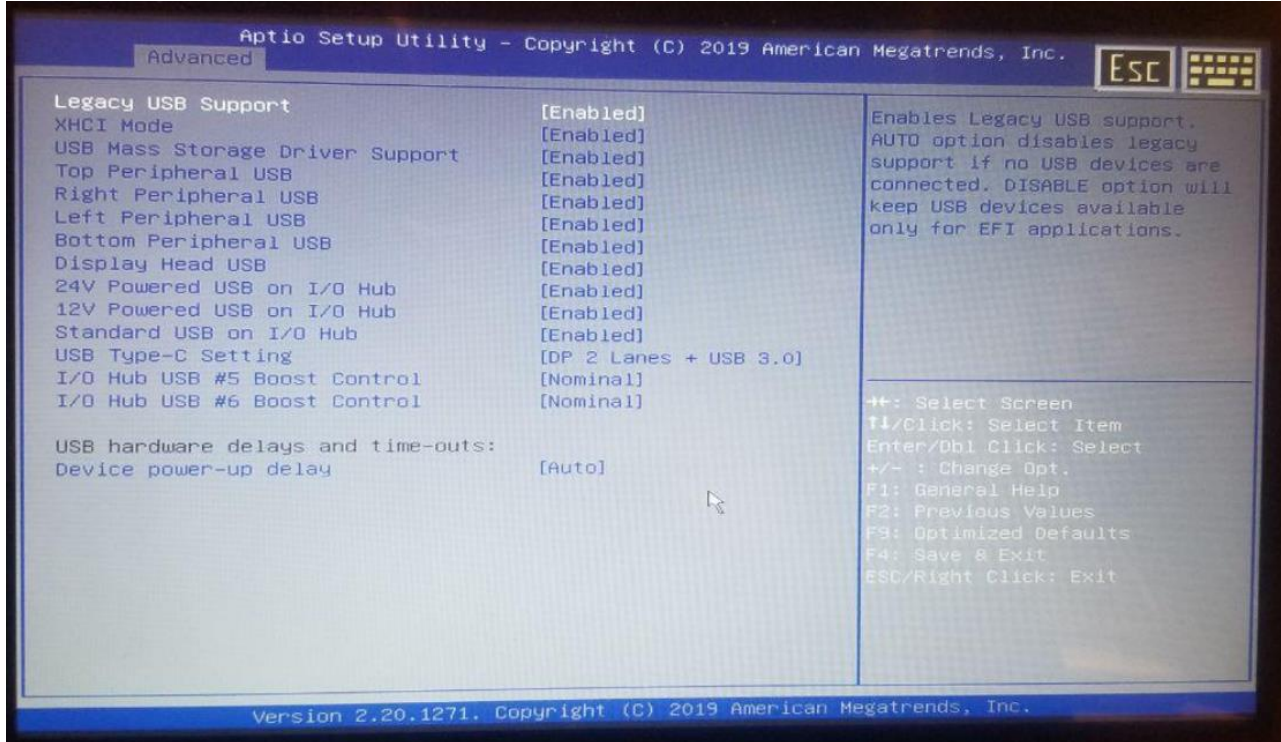 Aptio Setup Utility – Copyright (C) 2019 American Megatrends, Inc.
Advanced
Esc
Legacy USB Support [Enabled]
XHCI Mode [Enabled]
USB Mass Storage Driver Support [Enabled]
Top Peripheral USB [Enabled]
Right Peripheral USB [Enabled]
Left Peripheral USB [Enabled]
Bottom Peripheral USB [Enabled]
Display Head USB [Enabled]
24V Powered USB on I/O Hub [Enabled]
12V Powered USB on I/O Hub [Enabled]
Standard USB on I/O Hub [Enabled]
USB Type-C Setting [DP 2 Lanes + USB 3.0]
I/O Hub USB #5 Boost Control [Nominal]
I/O Hub USB #6 Boost Control [Nominal]
USB hardware delays and time-outs:
Device power-up delay [Auto]
Enables Legacy USB support.
AUTO option disables legacy
support if no USB devices are
connected. DISABLE option will
keep USB devices available
only for EFI applications.
→←: Select Screen
↑↓/Click: Select Item
Enter/Dbl Click: Select
+/- : Change Opt.
F1: General Help
F2: Previous Values
F9: Optimized Defaults
F4: Save & Exit
ESC/Right Click: Exit
Version 2.20.1271. Copyright (C) 2019 American Megatrends, Inc.